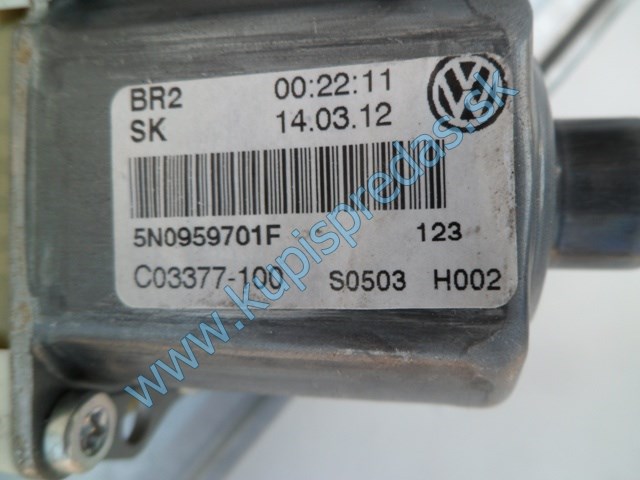 BR2 00:22:11
SK 14.03.12
5N0959701F 123
C03377-100 S0503 H002
www.kupispredas.sk